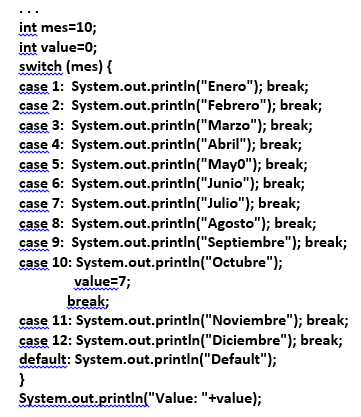 . . .
int mes=10;
int value=0;
switch (mes) {
case 1:  System.out.println("Enero"); break;
case 2:  System.out.println("Febrero"); break;
case 3:  System.out.println("Marzo"); break;
case 4:  System.out.println("Abril"); break;
case 5:  System.out.println("May0"); break;
case 6:  System.out.println("Junio"); break;
case 7:  System.out.println("Julio"); break;
case 8:  System.out.println("Agosto"); break;
case 9:  System.out.println("Septiembre"); break;
case 10: System.out.println("Octubre");
value=7;
break;
case 11: System.out.println("Noviembre"); break;
case 12: System.out.println("Diciembre"); break;
default: System.out.println("Default");
}
System.out.println("Value: "+value);